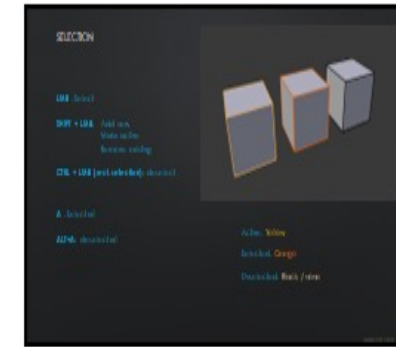 SELECTION
LMB: Select
SHIFT + LMB: Add new
Make active
Remove existing
CTRL + LMB (most selection): deselect
A: Select all
ALT+A: deselect all
Active: Yellow
Selected: Orange
Deselected: Black / none